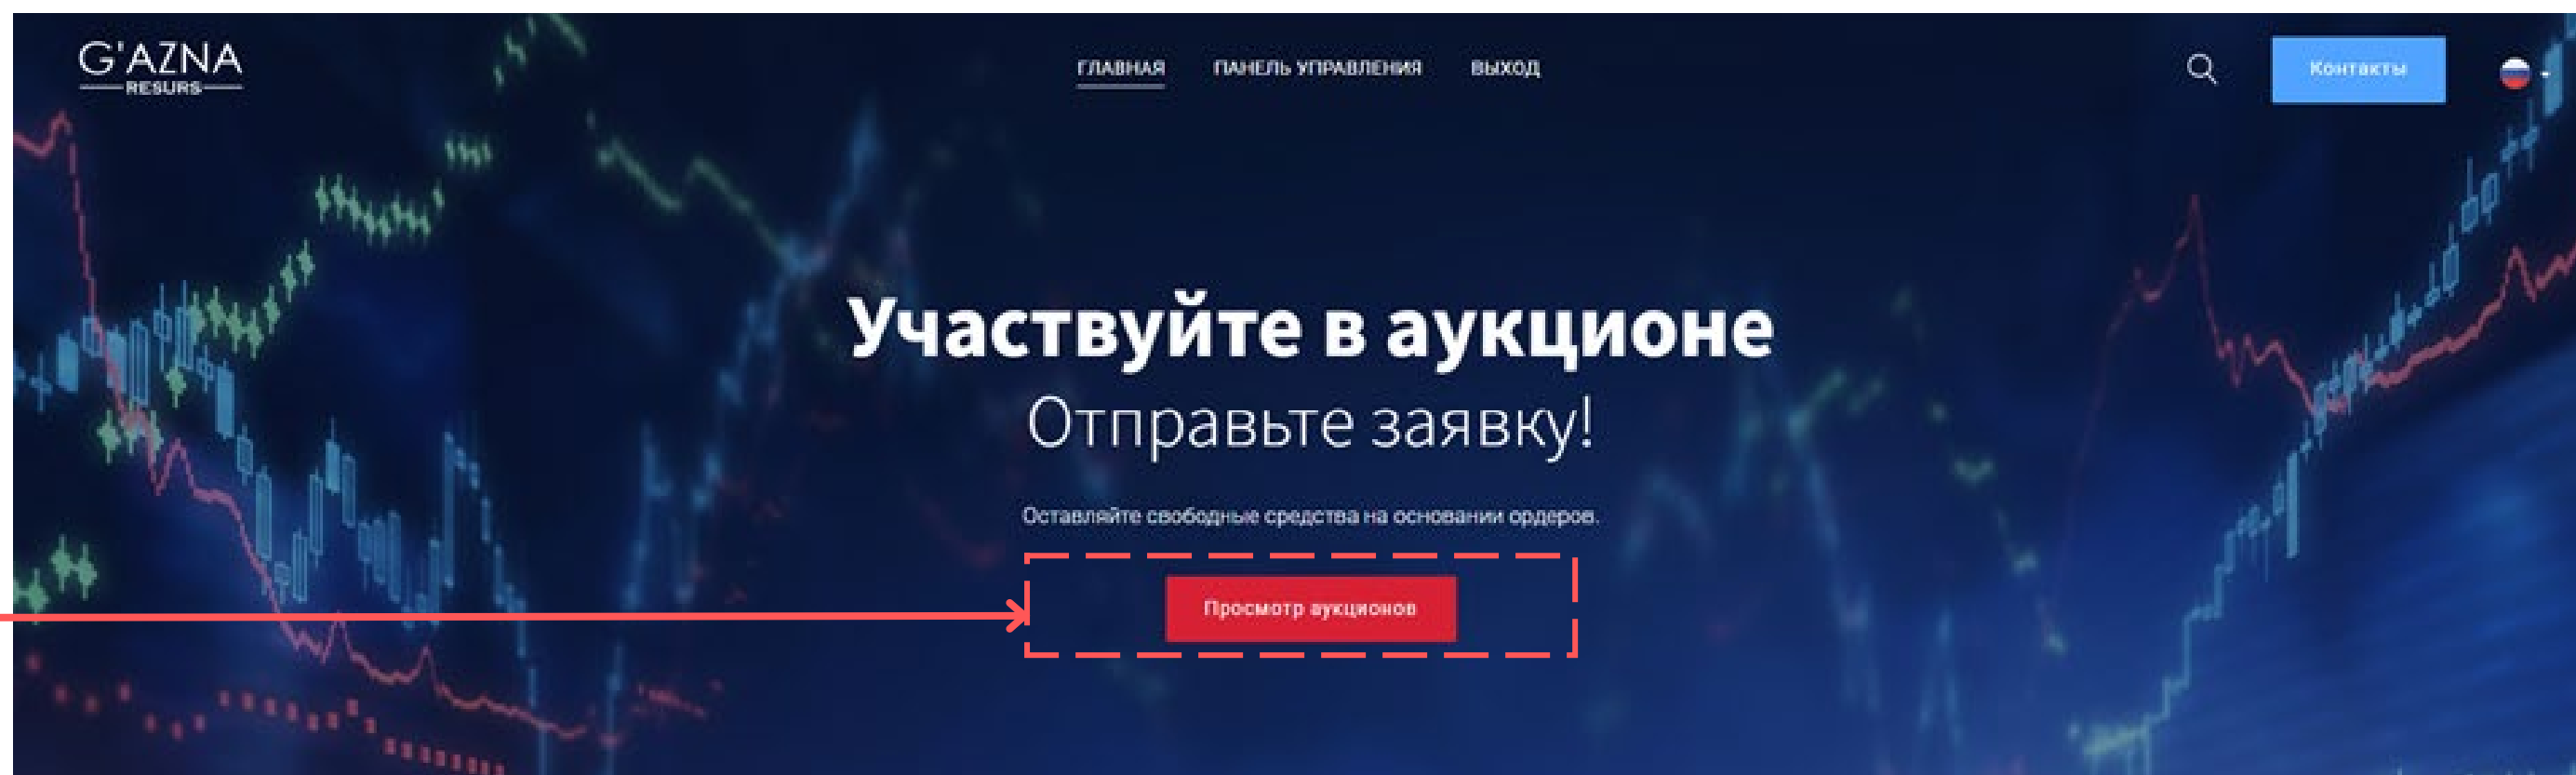 G'AZNA
RESURS
ГЛАВНАЯ ПАНЕЛЬ УПРАВЛЕНИЯ ВЫХОД
Контакты
Участвуйте в аукционе
Отправьте заявку!
Оставляйте свободные средства на основании ордеров.
Просмотр аукционов